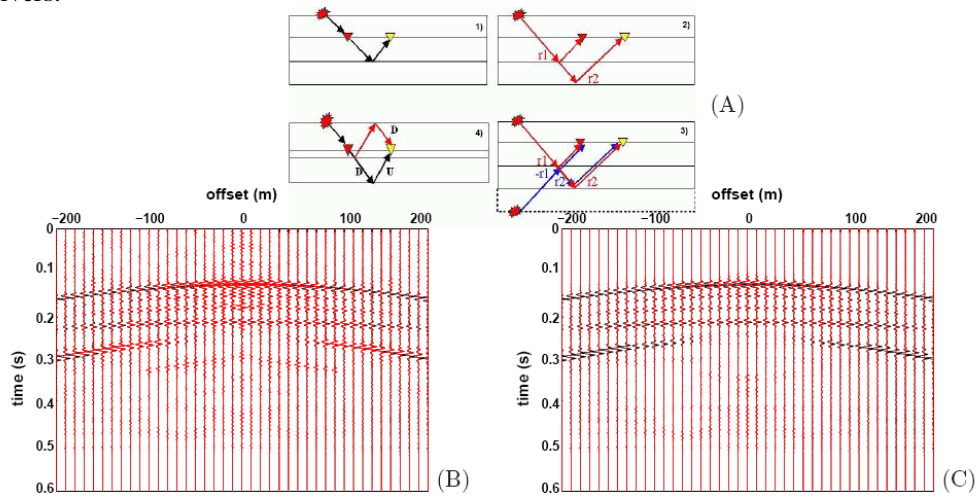 ivers.
1)
2)
r1
r2
(A)
4)
D
D
U
3)
r1
-r1
r2
r2
offset (m)
offset (m)
−200 −100 0 100 200
−200 −100 0 100 200
0
0.1
0.2
0.3
0.4
0.5
0.6
time (s)
(B)
0
0.1
0.2
0.3
0.4
0.5
0.6
time (s)
(C)